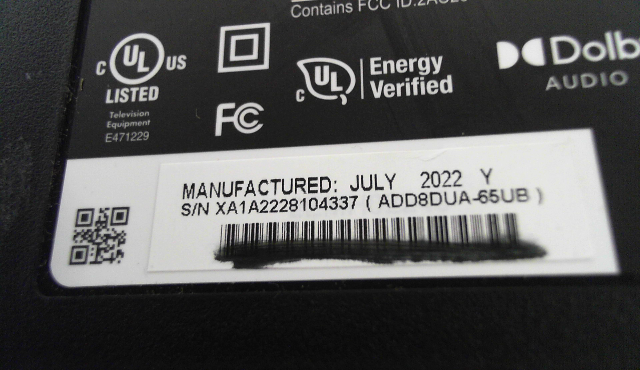 Contains FCC ID:
C UL US
LISTED
Television
Equipment
E471229
FC
C UL Energy
Verified
Dolb
AUDIO
MANUFACTURED: JULY 2022 Y
S/N XA1A2228104337 ( ADD8DUA-65UB )